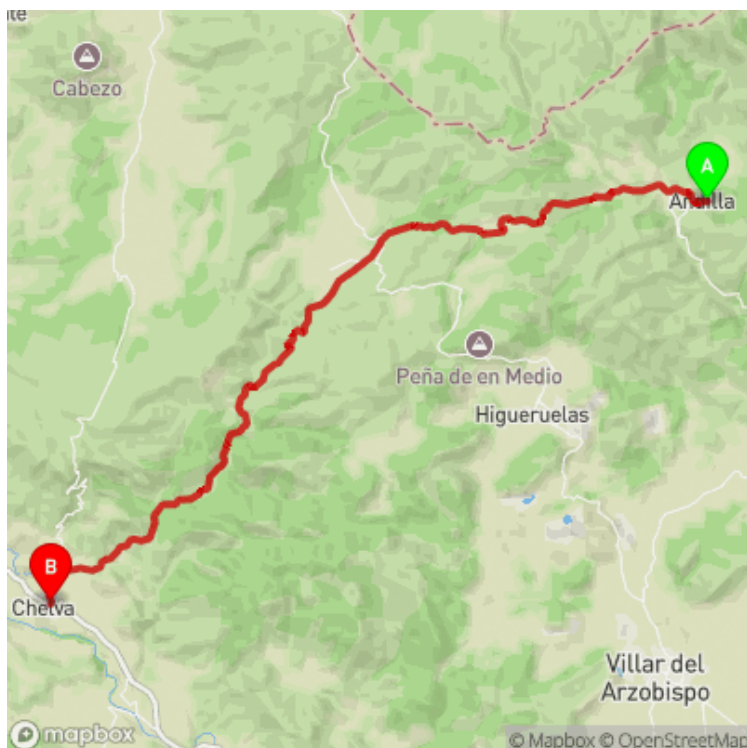 Cabezo
A
Andilla
Peña de en Medio
Higueruelas
B
Chelva
Villar del
Arzobispo
mapbox
© Mapbox © OpenStreetMap